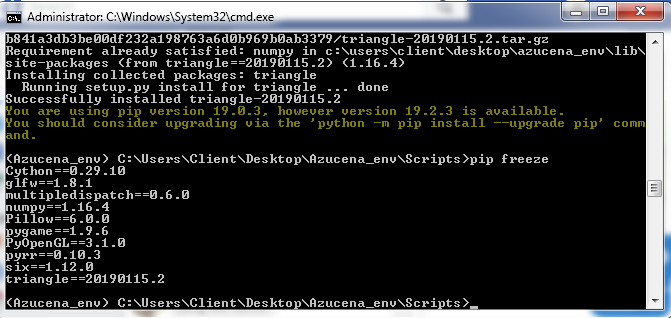 Administrator: C:\Windows\System32\cmd.exe
b841a3db3be00df232a198763a6d0b969b0ab3379/triangle-20190115.2.tar.gz
Requirement already satisfied: numpy in c:\users\client\desktop\azucena_env\lib\
site-packages (from triangle==20190115.2) (1.16.4)
Installing collected packages: triangle
  Running setup.py install for triangle ... done
Successfully installed triangle-20190115.2
You are using pip version 19.0.3, however version 19.2.3 is available.
You should consider upgrading via the 'python -m pip install --upgrade pip' comm
and.

(Azucena_env) C:\Users\Client\Desktop\Azucena_env\Scripts>pip freeze
Cython==0.29.10
glfw==1.8.1
multipledispatch==0.6.0
numpy==1.16.4
Pillow==6.0.0
pygame==1.9.6
PyOpenGL==3.1.0
pyrr==0.10.3
six==1.12.0
triangle==20190115.2

(Azucena_env) C:\Users\Client\Desktop\Azucena_env\Scripts>_